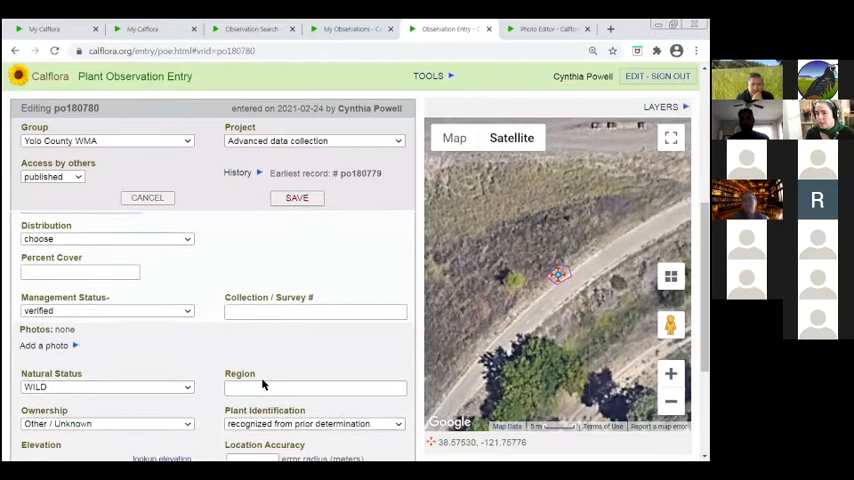 My Calflora
My Calflora
Observation Search -
My Observations - Ca
Observation Entry - C
Photo Editor - Calflo
calflora.org/entry/poe.html#vrid=po180780
Calflora Plant Observation Entry
TOOLS
Cynthia Powell
EDIT - SIGN OUT
Editing po180780
entered on 2021-02-24 by Cynthia Powell
LAYERS
Group
Project
Yolo County WMA
Advanced data collection
Access by others
History
Earliest record: # po180779
published
CANCEL
SAVE
Map
Satellite
Distribution
choose
Percent Cover
Management Status-
Collection / Survey #
verified
Photos: none
Add a photo
Natural Status
Region
WILD
Ownership
Plant Identification
Other / Unknown
recognized from prior determination
Elevation
Location Accuracy
lookup elevation
error radius (meters)
Google
Map Data
5 m
Terms of Use
Report a map error
38.57530, -121.75776
R